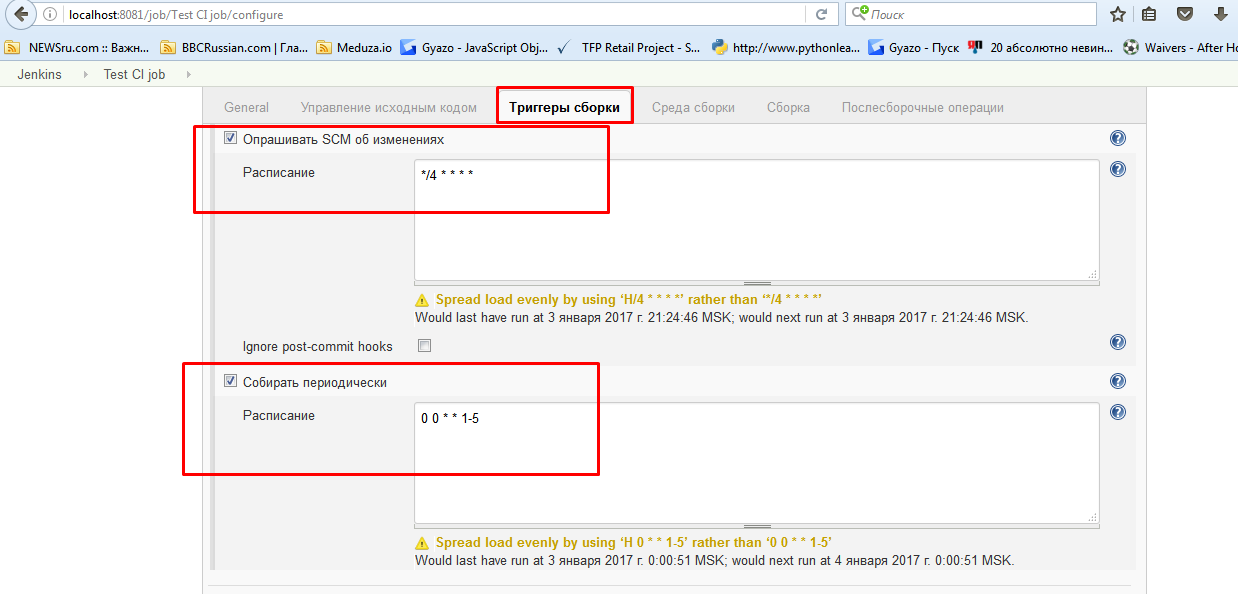 localhost:8081/job/Test CI job/configure
Поиск
NEWSru.com :: Важн... BBCRussian.com | Гла... Meduza.io Gyazo - JavaScript Obj... TFP Retail Project - S... http://www.pythonlea... Gyazo - Пуск 20 абсолютно невин... Waivers - After Ho
Jenkins Test CI job
General Управление исходным кодом Триггеры сборки Среда сборки Сборка Послесборочные операции
Опрашивать SCM об изменениях
Расписание
*/4 * * * *
Spread load evenly by using ‘H/4 * * * *’ rather than ‘*/4 * * * *’
Would last have run at 3 января 2017 г. 21:24:46 MSK; would next run at 3 января 2017 г. 21:24:46 MSK.
Ignore post-commit hooks
Собирать периодически
Расписание
0 0 * * 1-5
Spread load evenly by using ‘H 0 * * 1-5’ rather than ‘0 0 * * 1-5’
Would last have run at 3 января 2017 г. 0:00:51 MSK; would next run at 4 января 2017 г. 0:00:51 MSK.